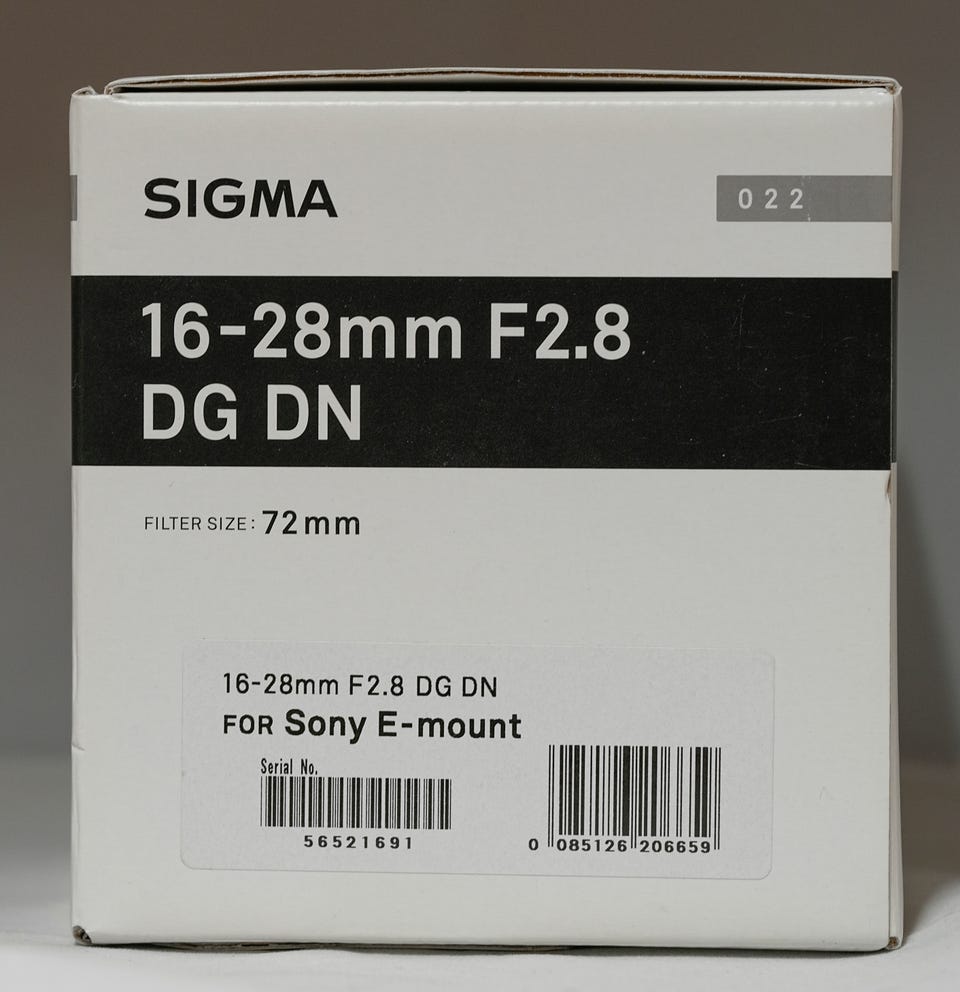 SIGMA
022
16-28mm F2.8
DG DN
FILTER SIZE: 72mm
16-28mm F2.8 DG DN
FOR Sony E-mount
Serial No.
56521691
0 085126 206659